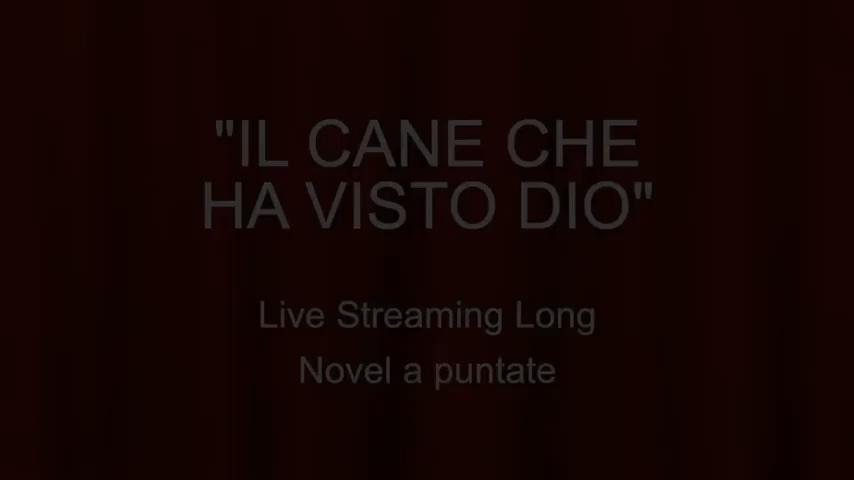 "IL CANE CHE
HA VISTO DIO"
Live Streaming Long
Novel a puntate